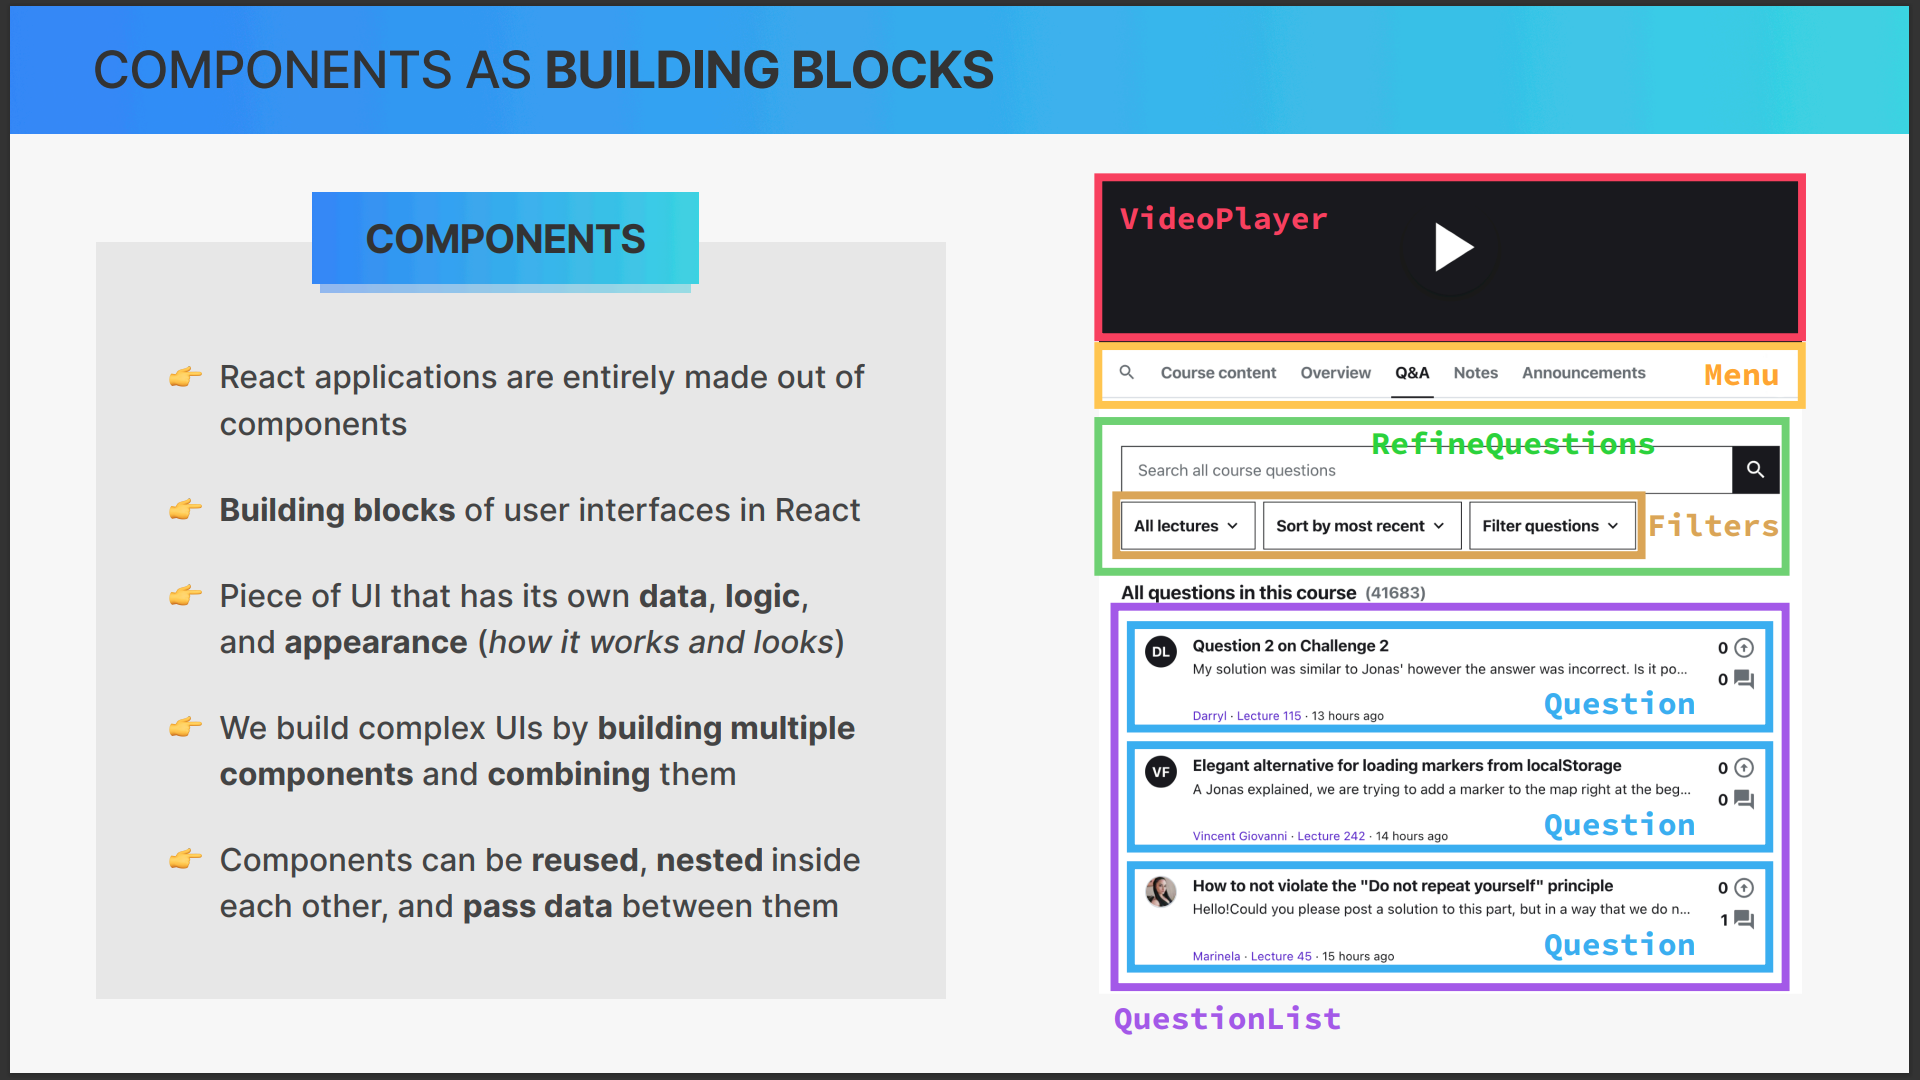 COMPONENTS AS BUILDING BLOCKS
COMPONENTS
👉 React applications are entirely made out of
components
👉 Building blocks of user interfaces in React
👉 Piece of UI that has its own data, logic,
and appearance (how it works and looks)
👉 We build complex UIs by building multiple
components and combining them
👉 Components can be reused, nested inside
each other, and pass data between them
VideoPlayer
Course content Overview Q&A Notes Announcements Menu
RefineQuestions
Search all course questions
All lectures Sort by most recent Filter questions Filters
All questions in this course (41683)
DL Question 2 on Challenge 2 0
My solution was similar to Jonas' however the answer was incorrect. Is it po...
0
Question
Darryl · Lecture 115 · 13 hours ago
VF Elegant alternative for loading markers from localStorage 0
A Jonas explained, we are trying to add a marker to the map right at the beg...
0
Question
Vincent Giovanni · Lecture 242 · 14 hours ago
How to not violate the "Do not repeat yourself" principle 0
Hello!Could you please post a solution to this part, but in a way that we do n...
1
Question
Marinela · Lecture 45 · 15 hours ago
QuestionList